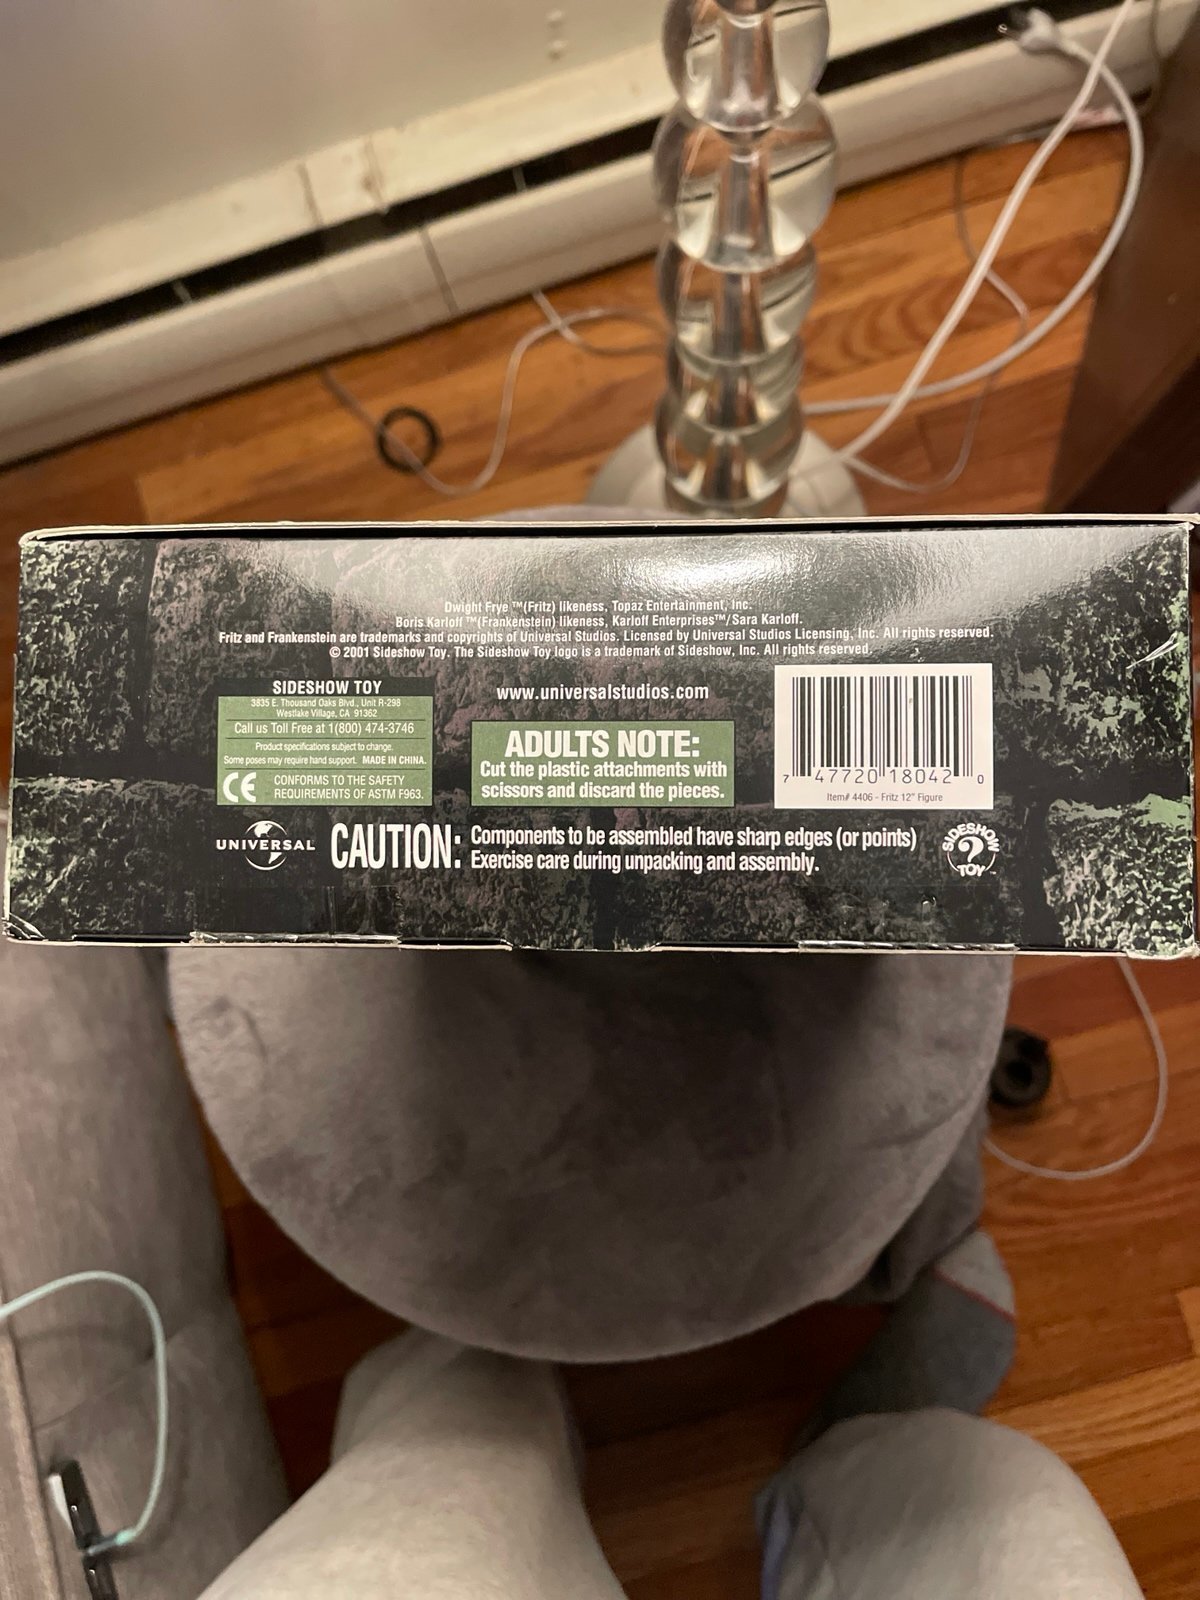 Dwight Frye ™(Fritz) likeness, Topaz Entertainment, Inc.
Boris Karloff ™(Frankenstein) likeness, Karloff Enterprises™/Sara Karloff.
Fritz and Frankenstein are trademarks and copyrights of Universal Studios. Licensed by Universal Studios Licensing, Inc. All rights reserved.
© 2001 Sideshow Toy. The Sideshow Toy logo is a trademark of Sideshow, Inc. All rights reserved.
SIDESHOW TOY
3835 E. Thousand Oaks Blvd., Unit R-298
Westlake Village, CA 91362
Call us Toll Free at 1(800) 474-3746
Product specifications subject to change.
Some poses may require hand support. MADE IN CHINA.
CE CONFORMS TO THE SAFETY
REQUIREMENTS OF ASTM F963.
www.universalstudios.com
ADULTS NOTE:
Cut the plastic attachments with
scissors and discard the pieces.
7 47720 18042 0
Item# 4406 - Fritz 12" Figure
UNIVERSAL
CAUTION: Components to be assembled have sharp edges (or points)
Exercise care during unpacking and assembly.
SIDESHOW
?
TOY™